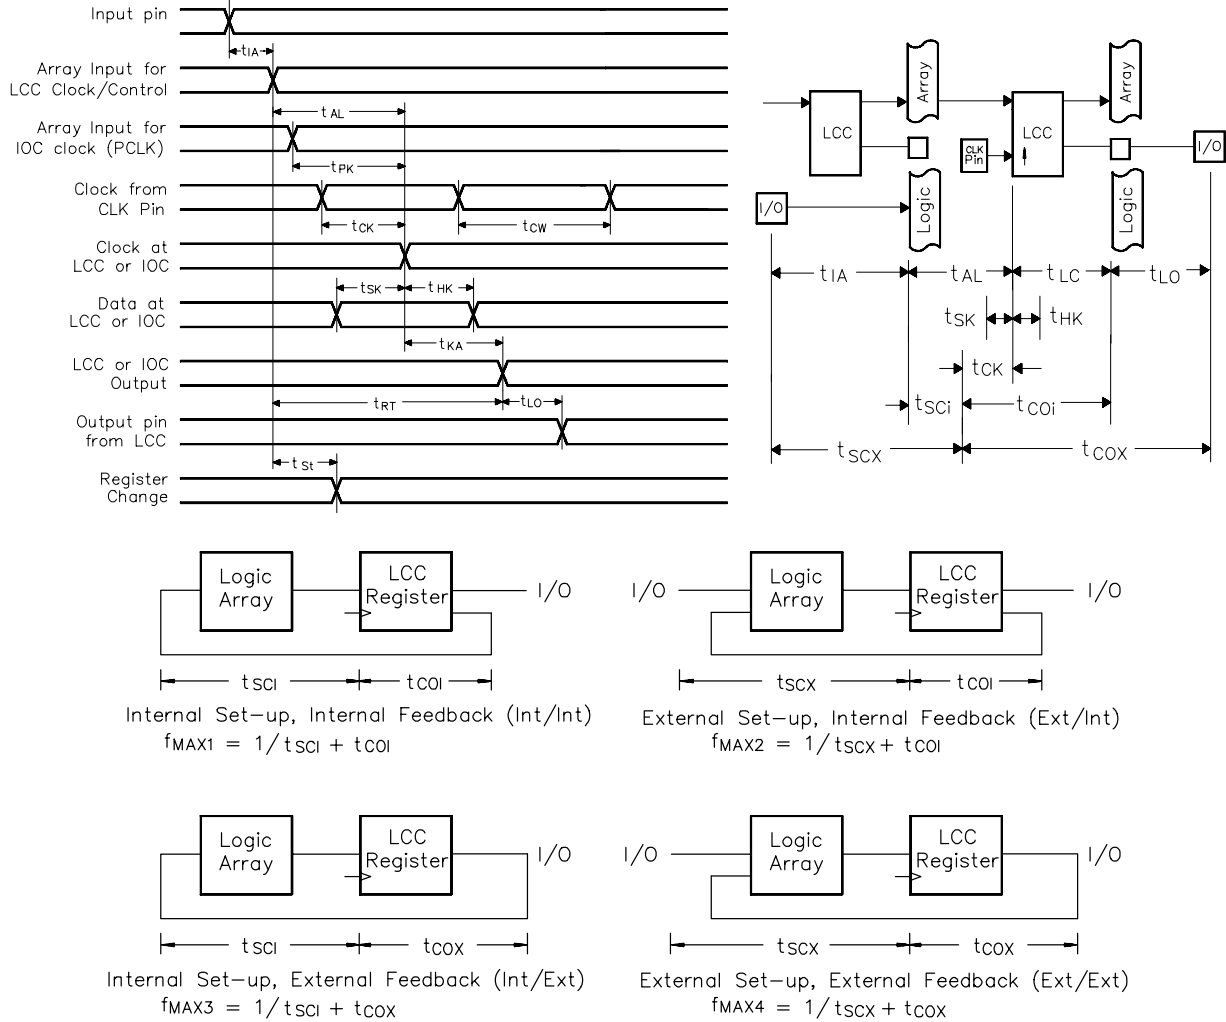 Input pin
tIA
Array Input for
LCC Clock/Control
tAL
Array Input for
IOC clock (PCLK)
tPK
Clock from
CLK Pin
tCK
tCW
Clock at
LCC or IOC
tSK
tHK
Data at
LCC or IOC
tKA
LCC or IOC
Output
tRT
tLO
Output pin
from LCC
tSt
Register
Change
LCC
Array
CLK
Pin
LCC
Array
I/O
I/O
Logic
Logic
tIA
tAL
tLC
tLO
tSK
tHK
tCK
tSCi
tCOi
tSCX
tCOX
Logic
Array
LCC
Register
I/O
tSCI
tCOI
Internal Set-up, Internal Feedback (Int/Int)
fMAX1 = 1/tSCI + tCOI
I/O
Logic
Array
LCC
Register
I/O
tSCX
tCOI
External Set-up, Internal Feedback (Ext/Int)
fMAX2 = 1/tSCX + tCOI
Logic
Array
LCC
Register
I/O
tSCI
tCOX
Internal Set-up, External Feedback (Int/Ext)
fMAX3 = 1/tSCI + tCOX
I/O
Logic
Array
LCC
Register
I/O
tSCX
tCOX
External Set-up, External Feedback (Ext/Ext)
fMAX4 = 1/tSCX + tCOX